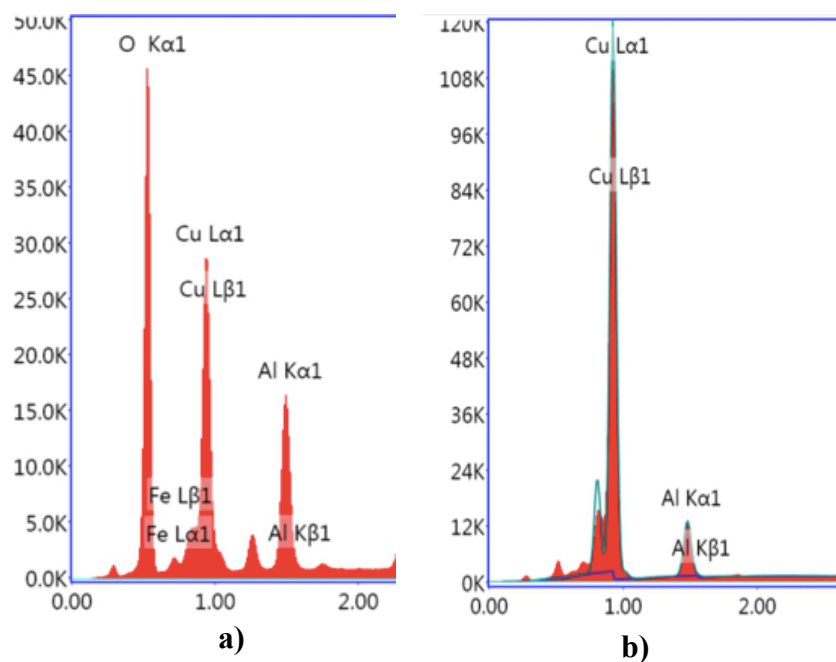 50.0K
O Kα1
45.0K
40.0K
35.0K
30.0K
Cu Lα1
25.0K
Cu Lβ1
20.0K
Al Kα1
15.0K
10.0K
Fe Lβ1
5.0K
Fe Lα1
Al Kβ1
0.0K
0.00
1.00
2.00
a)
120K
Cu Lα1
108K
96K
Cu Lβ1
84K
72K
60K
48K
36K
24K
Al Kα1
12K
Al Kβ1
0K
0.00
1.00
2.00
b)